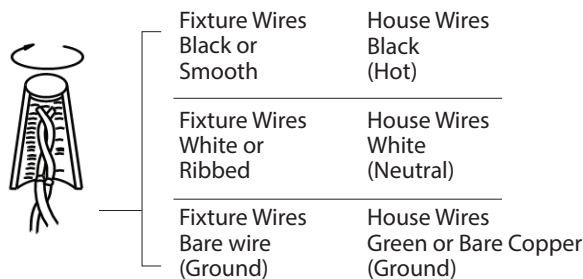 Fixture Wires House Wires
Black or Black
Smooth (Hot)
Fixture Wires House Wires
White or White
Ribbed (Neutral)
Fixture Wires House Wires
Bare wire Green or Bare Copper
(Ground) (Ground)